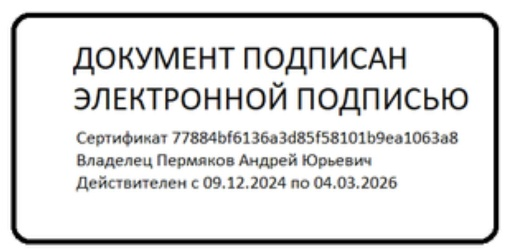 ДОКУМЕНТ ПОДПИСАН
ЭЛЕКТРОННОЙ ПОДПИСЬЮ
Сертификат 77884bf6136a3d85f58101b9ea1063a8
Владелец Пермяков Андрей Юрьевич
Действителен с 09.12.2024 по 04.03.2026